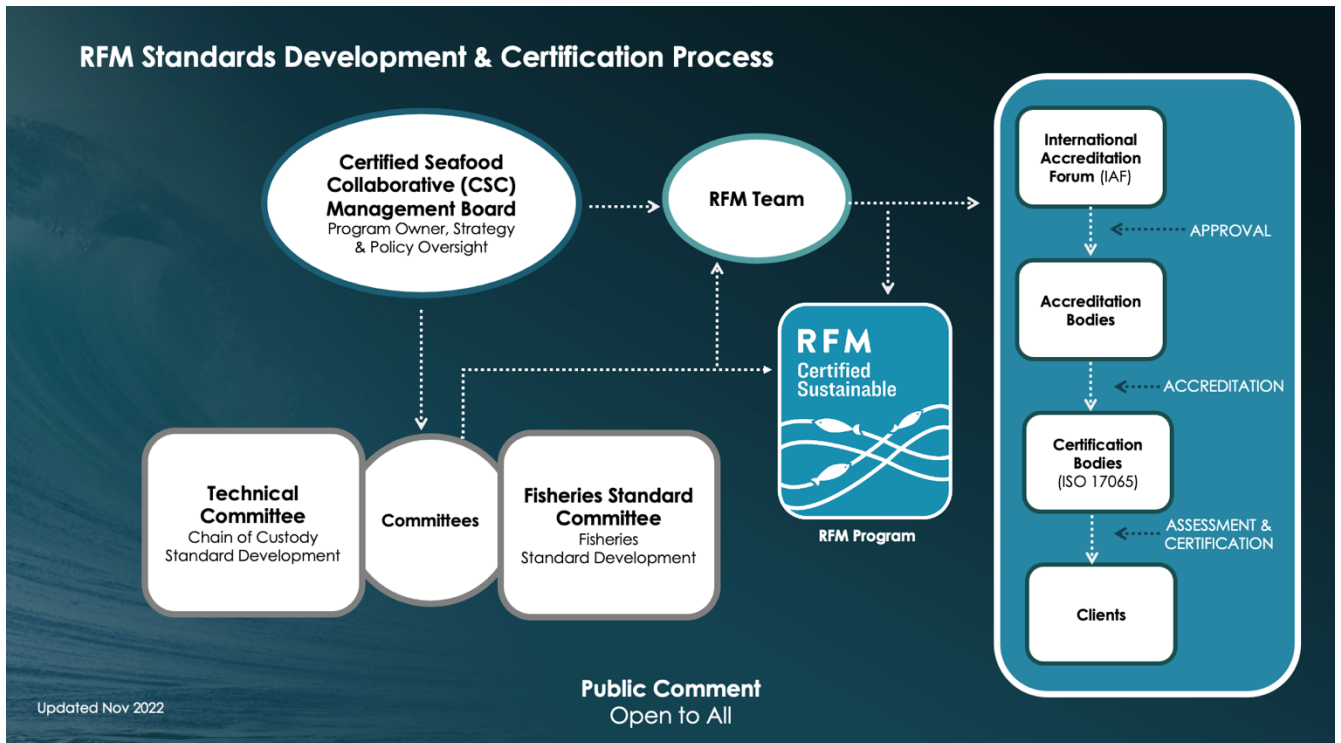 RFM Standards Development & Certification Process
Certified Seafood
Collaborative (CSC)
Management Board
Program Owner, Strategy
& Policy Oversight
RFM Team
International
Accreditation
Forum (IAF)
APPROVAL
Accreditation
Bodies
ACCREDITATION
Certification
Bodies
(ISO 17065)
ASSESSMENT &
CERTIFICATION
Clients
RFM
Certified
Sustainable
RFM Program
Technical
Committee
Chain of Custody
Standard Development
Committees
Fisheries Standard
Committee
Fisheries
Standard Development
Public Comment
Open to All
Updated Nov 2022